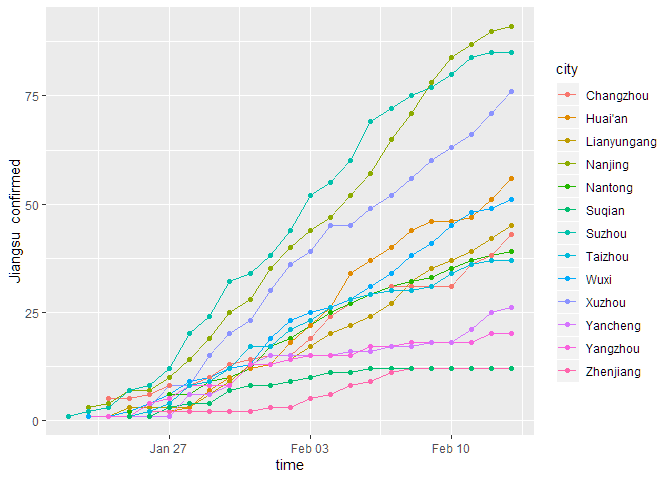 75
50
25
0
Jiangsu confirmed
Jan 27
Feb 03
Feb 10
time
city
Changzhou
Huai'an
Lianyungang
Nanjing
Nantong
Suqian
Suzhou
Taizhou
Wuxi
Xuzhou
Yancheng
Yangzhou
Zhenjiang